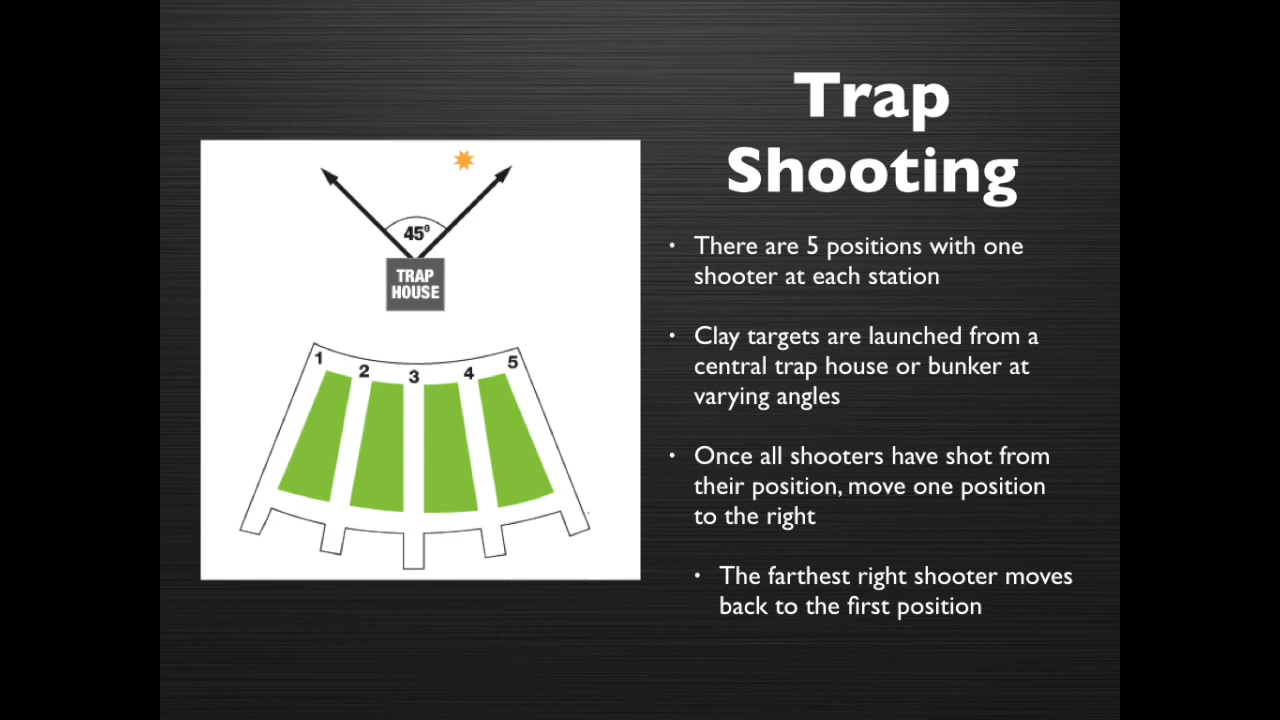 Trap
Shooting
45⁰
TRAP
HOUSE
1
2
3
4
5
• There are 5 positions with one
shooter at each station
• Clay targets are launched from a
central trap house or bunker at
varying angles
• Once all shooters have shot from
their position, move one position
to the right
• The farthest right shooter moves
back to the first position